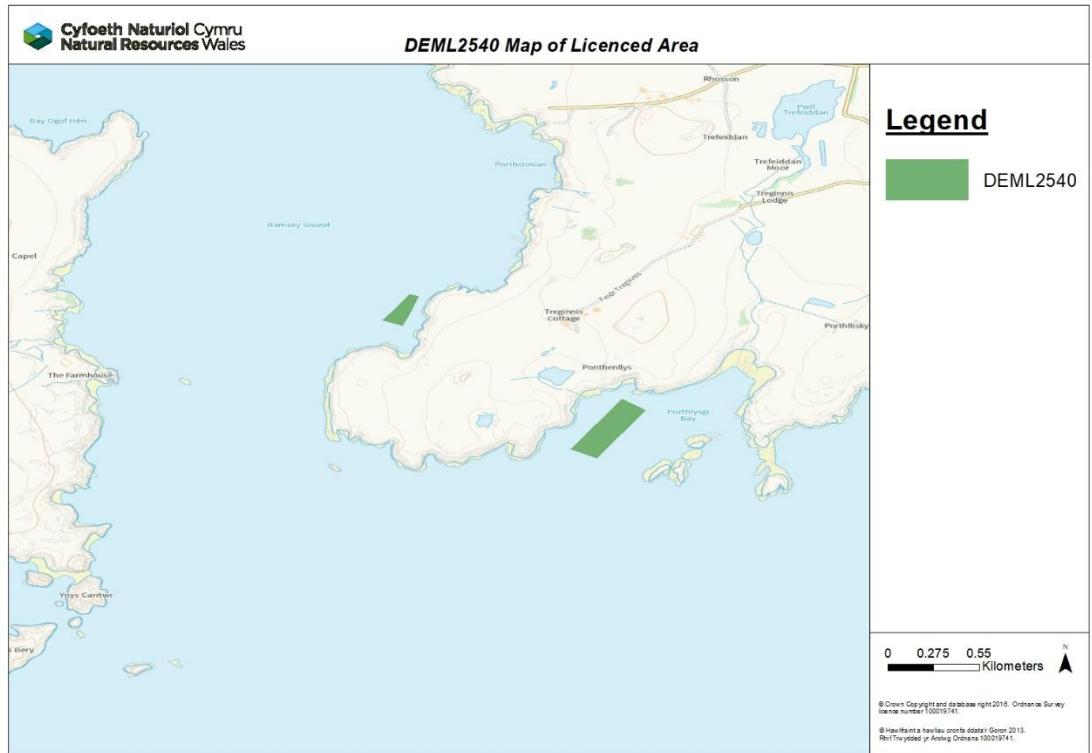 Cyfoeth Naturiol Cymru
Natural Resources Wales
DEML2540 Map of Licenced Area
Bay Ogof Hên
Rhosson
Pwll
Trefeiddan
Trefeiddan
Porthstinian
Trefeiddan
Moor
Treginnis
Lodge
Ramsey Sound
Capel
Feidr Treginnis
Treginnis
Cottage
Porthllisky
The Farmhouse
Ponthenllys
Porthlysgi
Bay
Ynys Cantwr
s Bery
Legend
DEML2540
0 0.275 0.55
Kilometers
N
© Crown Copyright and database right 2016. Ordnance Survey
licence number 100019741.
© Hawlfraint a hawliau cronfa ddata'r Goron 2013.
Rhif Trwydded yr Arolwg Ordnans 100019741.